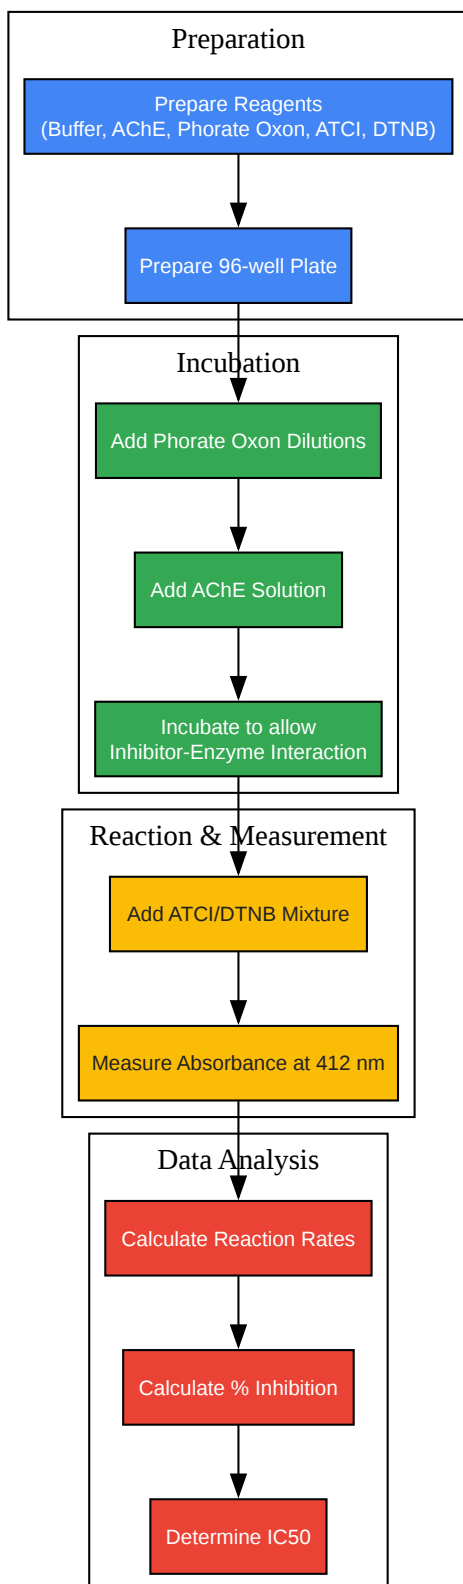 Preparation
Prepare Reagents
(Buffer, AChE, Phorate Oxon, ATCI, DTNB)
Prepare 96-well Plate
Incubation
Add Phorate Oxon Dilutions
Add AChE Solution
Incubate to allow
Inhibitor-Enzyme Interaction
Reaction & Measurement
Add ATCI/DTNB Mixture
Measure Absorbance at 412 nm
Data Analysis
Calculate Reaction Rates
Calculate % Inhibition
Determine IC50